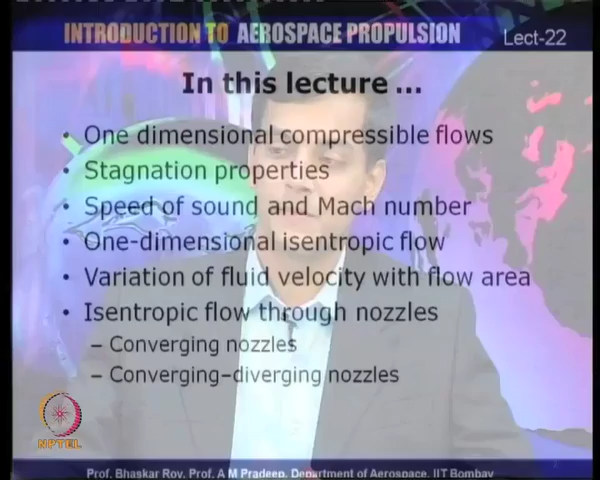 INTRODUCTION TO AEROSPACE PROPULSION Lect-22
In this lecture ...
• One dimensional compressible flows
• Stagnation properties
• Speed of sound and Mach number
• One-dimensional isentropic flow
• Variation of fluid velocity with flow area
• Isentropic flow through nozzles
– Converging nozzles
– Converging–diverging nozzles
NPTEL
Prof. Bhaskar Roy, Prof. A M Pradeep, Department of Aerospace, IIT Bombay